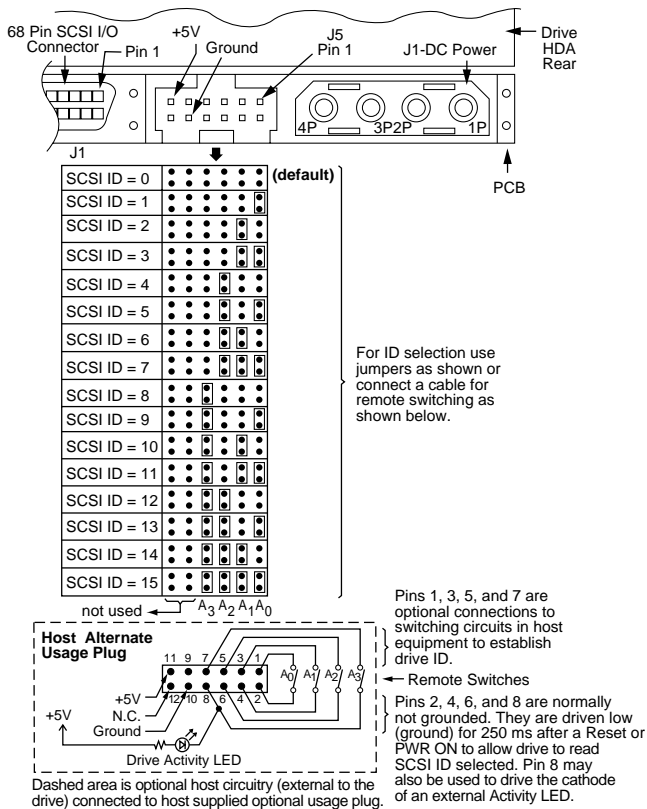 68 Pin SCSI I/O
Connector
Pin 1
+5V
Ground
J5
Pin 1
J1-DC Power
Drive
HDA
Rear
4P
3P
2P
1P
J1
PCB
SCSI ID = 0
(default)
SCSI ID = 1
SCSI ID = 2
SCSI ID = 3
SCSI ID = 4
SCSI ID = 5
SCSI ID = 6
SCSI ID = 7
SCSI ID = 8
SCSI ID = 9
SCSI ID = 10
SCSI ID = 11
SCSI ID = 12
SCSI ID = 13
SCSI ID = 14
SCSI ID = 15
For ID selection use
jumpers as shown or
connect a cable for
remote switching as
shown below.
not used
A3 A2 A1 A0
Pins 1, 3, 5, and 7 are
optional connections to
switching circuits in host
equipment to establish
drive ID.
Host Alternate
Usage Plug
11 9 7 5 3 1
A0 A1 A2 A3
Remote Switches
12 10 8 6 4 2
+5V
N.C.
Ground
+5V
Drive Activity LED
Pins 2, 4, 6, and 8 are normally
not grounded. They are driven low
(ground) for 250 ms after a Reset or
PWR ON to allow drive to read
SCSI ID selected. Pin 8 may
also be used to drive the cathode
of an external Activity LED.
Dashed area is optional host circuitry (external to the
drive) connected to host supplied optional usage plug.